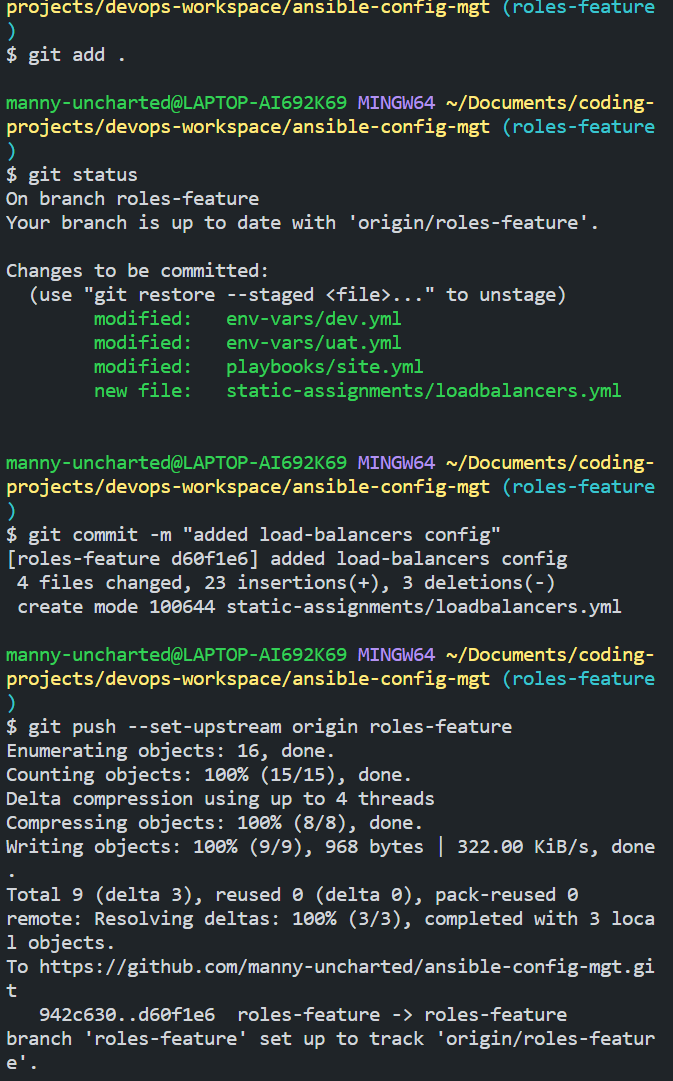 projects/devops-workspace/ansible-config-mgt (roles-feature
)
$ git add .
manny-uncharted@LAPTOP-AI692K69 MINGW64 ~/Documents/coding-
projects/devops-workspace/ansible-config-mgt (roles-feature
)
$ git status
On branch roles-feature
Your branch is up to date with 'origin/roles-feature'.
Changes to be committed:
  (use "git restore --staged <file>..." to unstage)
        modified:   env-vars/dev.yml
        modified:   env-vars/uat.yml
        modified:   playbooks/site.yml
        new file:   static-assignments/loadbalancers.yml
manny-uncharted@LAPTOP-AI692K69 MINGW64 ~/Documents/coding-
projects/devops-workspace/ansible-config-mgt (roles-feature
)
$ git commit -m "added load-balancers config"
[roles-feature d60f1e6] added load-balancers config
 4 files changed, 23 insertions(+), 3 deletions(-)
 create mode 100644 static-assignments/loadbalancers.yml
manny-uncharted@LAPTOP-AI692K69 MINGW64 ~/Documents/coding-
projects/devops-workspace/ansible-config-mgt (roles-feature
)
$ git push --set-upstream origin roles-feature
Enumerating objects: 16, done.
Counting objects: 100% (15/15), done.
Delta compression using up to 4 threads
Compressing objects: 100% (8/8), done.
Writing objects: 100% (9/9), 968 bytes | 322.00 KiB/s, done
.
Total 9 (delta 3), reused 0 (delta 0), pack-reused 0
remote: Resolving deltas: 100% (3/3), completed with 3 loca
l objects.
To https://github.com/manny-uncharted/ansible-config-mgt.gi
t
   942c630..d60f1e6  roles-feature -> roles-feature
branch 'roles-feature' set up to track 'origin/roles-featur
e'.